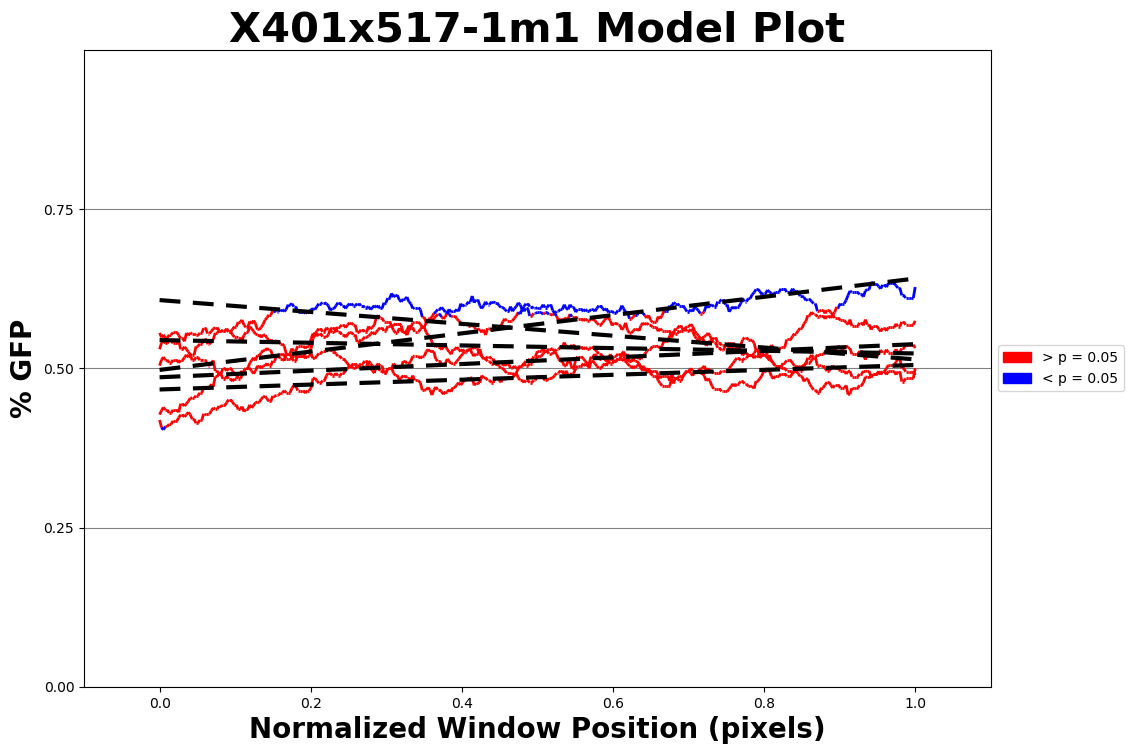 X401x517-1m1 Model Plot
% GFP
0.75
0.50
0.25
0.00
0.0 0.2 0.4 0.6 0.8 1.0
Normalized Window Position (pixels)
> p = 0.05
< p = 0.05